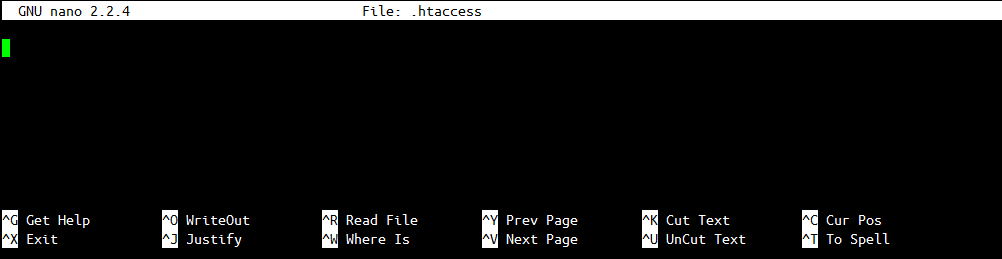 GNU nano 2.2.4 File: .htaccess
^G Get Help ^O WriteOut ^R Read File ^Y Prev Page ^K Cut Text ^C Cur Pos
^X Exit ^J Justify ^W Where Is ^V Next Page ^U UnCut Text ^T To Spell